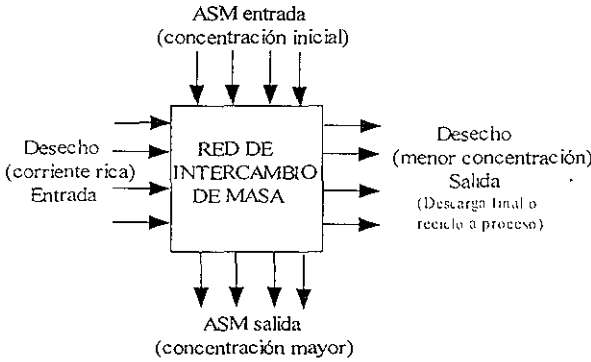 ASM entrada
(concentración inicial)
Desecho
(corriente rica)
Entrada
RED DE
INTERCAMBIO
DE MASA
Desecho
(menor concentración)
Salida
(Descarga final o
reciclo a proceso)
ASM salida
(concentración mayor)